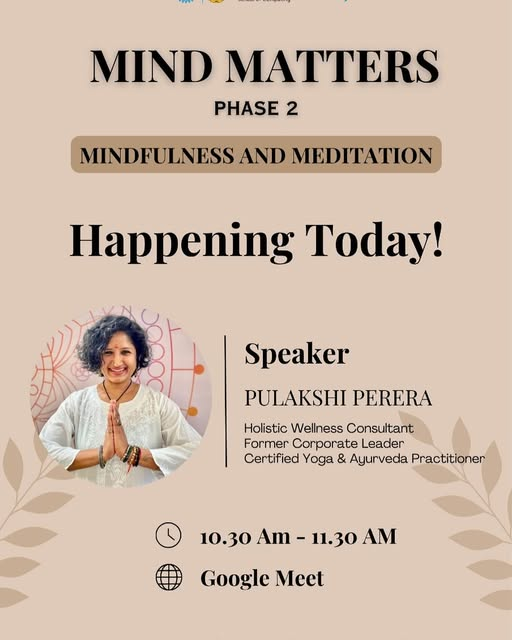 MIND MATTERS
PHASE 2
MINDFULNESS AND MEDITATION
Happening Today!
Speaker
PULAKSHI PERERA
Holistic Wellness Consultant
Former Corporate Leader
Certified Yoga & Ayurveda Practitioner
10.30 Am - 11.30 AM
Google Meet